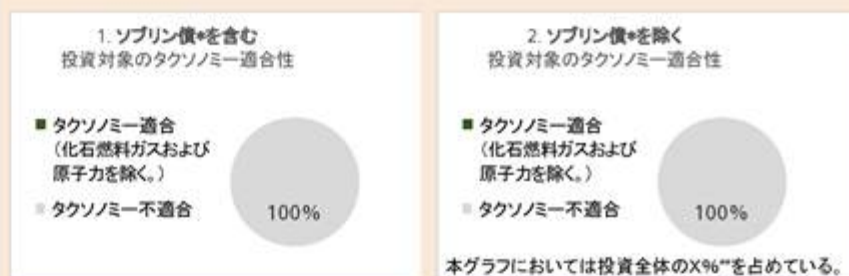 1. ソブリン債*を含む
投資対象のタクソノミー適合性
■ タクソノミー適合
(化石燃料ガスおよび
原子力を除く。)
■ タクソノミー不適合
100%
2. ソブリン債*を除く
投資対象のタクソノミー適合性
■ タクソノミー適合
(化石燃料ガスおよび
原子力を除く。)
■ タクソノミー不適合
100%
本グラフにおいては投資全体のX%**を占めている。